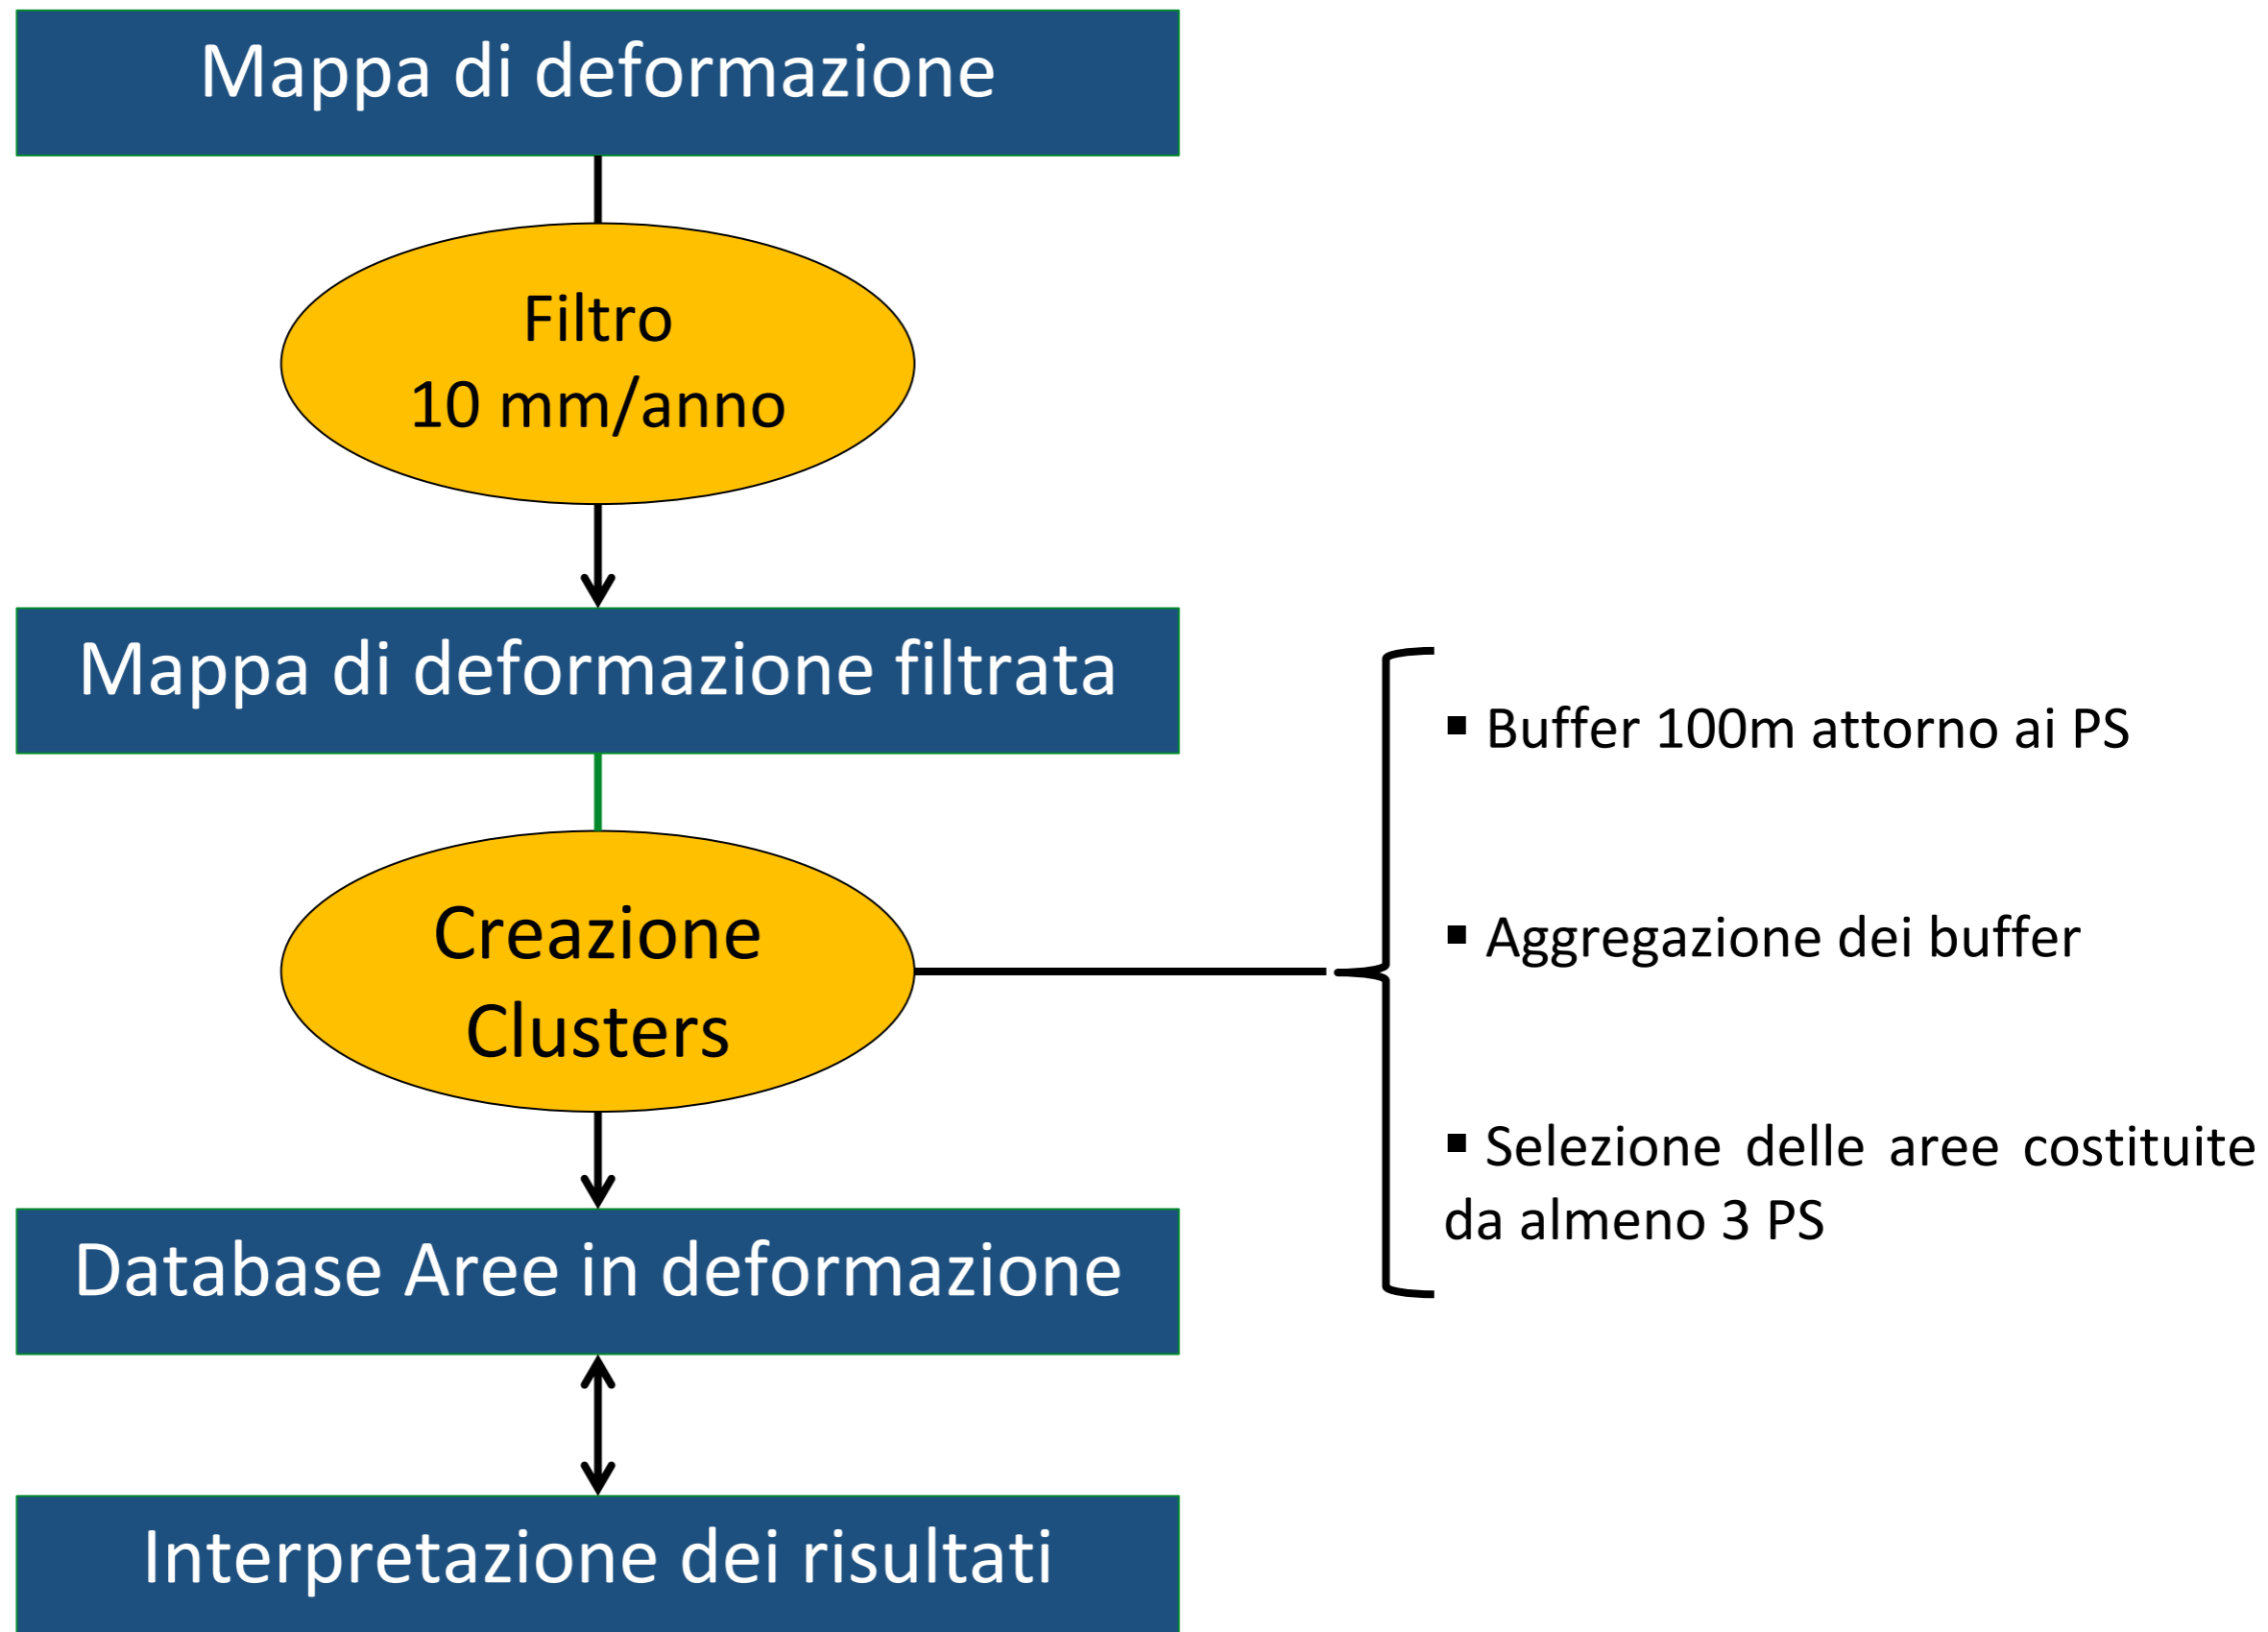 Mappa di deformazione
Filtro
10 mm/anno
Mappa di deformazione filtrata
Creazione
Clusters
▪ Buffer 100m attorno ai PS
▪ Aggregazione dei buffer
▪ Selezione delle aree costituite
da almeno 3 PS
Database Aree in deformazione
Interpretazione dei risultati